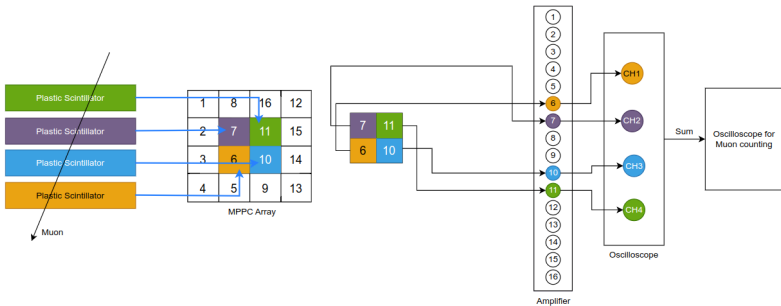 Plastic Scintillator
Plastic Scintillator
Plastic Scintillator
Plastic Scintillator
Muon
1 8 16 12
2 7 11 15
3 6 10 14
4 5 9 13
MPPC Array
7 11
6 10
1
2
3
4
5
6
7
8
9
10
11
12
13
14
15
16
Amplifier
CH1
CH2
CH3
CH4
Oscilloscope
Sum
Oscilloscope for
Muon counting